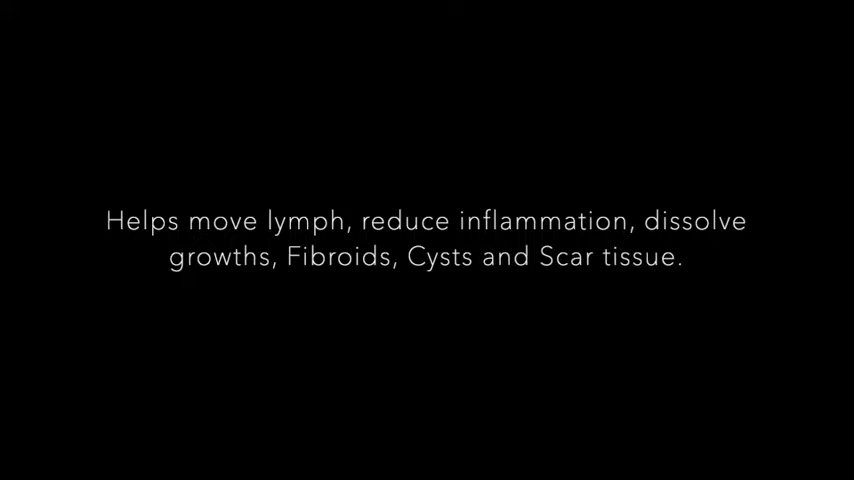 Helps move lymph, reduce inflammation, dissolve
growths, Fibroids, Cysts and Scar tissue.